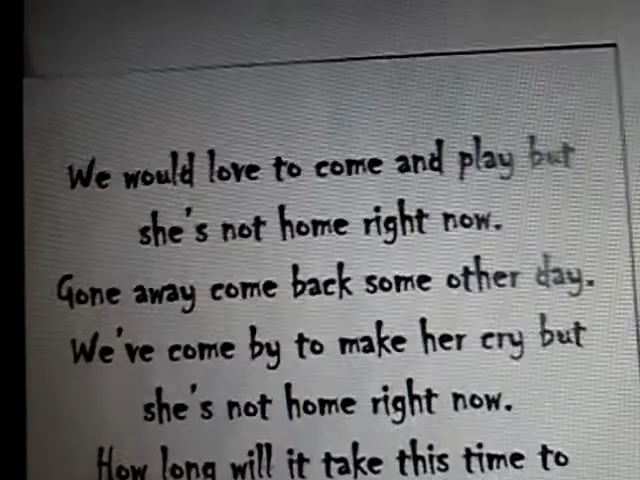 We would love to come and play but
she's not home right now.
Gone away come back some other day.
We've come by to make her cry but
she's not home right now.
How long will it take this time to